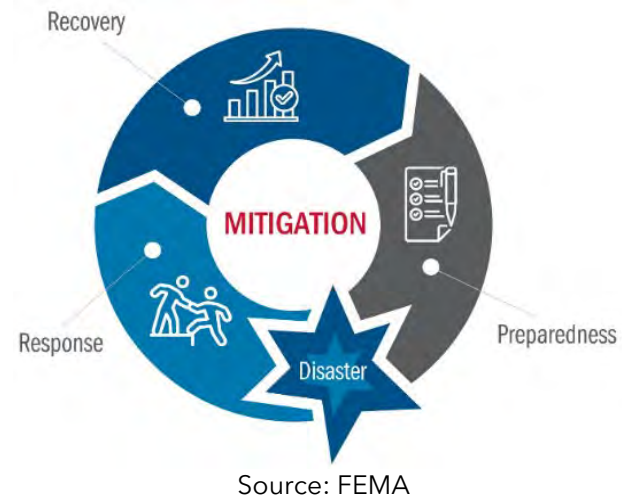 Recovery
MITIGATION
Response
Preparedness
Disaster
Source: FEMA